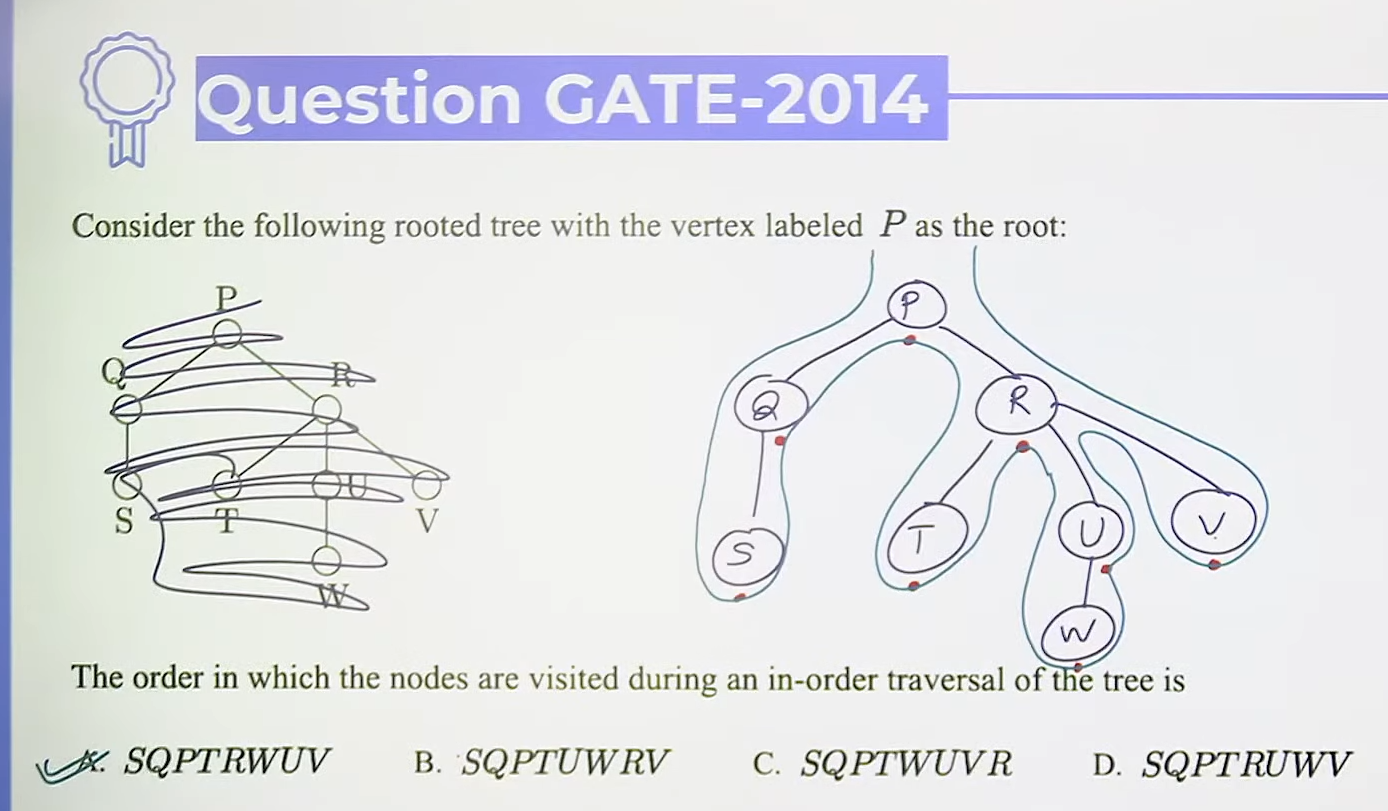 Question GATE-2014
Consider the following rooted tree with the vertex labeled P as the root:
P
Q R
S T U V
W
P
Q R
S T U V
W
The order in which the nodes are visited during an in-order traversal of the tree is
A. SQPTRWUV B. SQPTUWRV C. SQPTWUVR D. SQPTRUWV